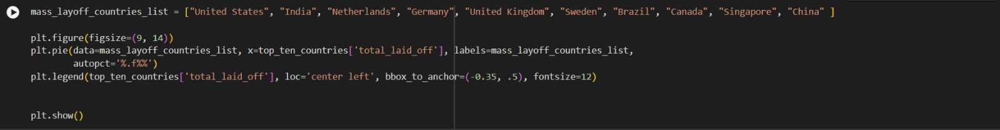 mass_layoff_countries_list = ["United States", "India", "Netherlands", "Germany", "United Kingdom", "Sweden", "Brazil", "Canada", "Singapore", "China" ]
plt.figure(figsize=(9, 14))
plt.pie(data=mass_layoff_countries_list, x=top_ten_countries['total_laid_off'], labels=mass_layoff_countries_list,
autopct='%.f%%')
plt.legend(top_ten_countries['total_laid_off'], loc='center left', bbox_to_anchor=(-0.35, .5), fontsize=12)
plt.show()